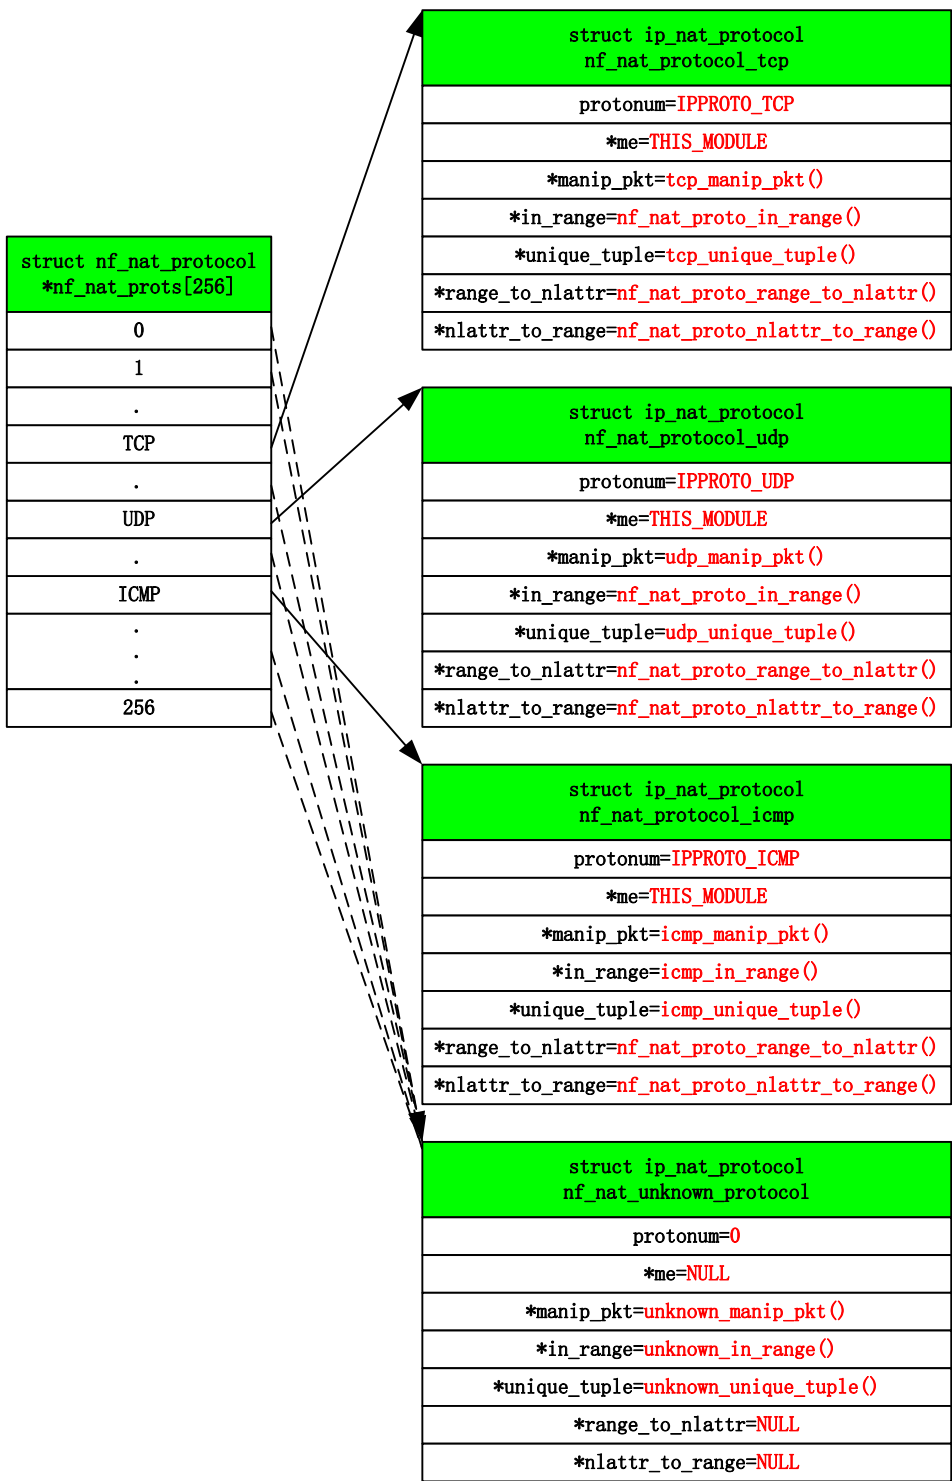 struct nf_nat_protocol
*nf_nat_prots[256]
0
1
.
TCP
.
UDP
.
ICMP
.
.
.
256
struct ip_nat_protocol
nf_nat_protocol_tcp
protonum=IPPROTO_TCP
*me=THIS_MODULE
*manip_pkt=tcp_manip_pkt()
*in_range=nf_nat_proto_in_range()
*unique_tuple=tcp_unique_tuple()
*range_to_nlattr=nf_nat_proto_range_to_nlattr()
*nlattr_to_range=nf_nat_proto_nlattr_to_range()
struct ip_nat_protocol
nf_nat_protocol_udp
protonum=IPPROTO_UDP
*me=THIS_MODULE
*manip_pkt=udp_manip_pkt()
*in_range=nf_nat_proto_in_range()
*unique_tuple=udp_unique_tuple()
*range_to_nlattr=nf_nat_proto_range_to_nlattr()
*nlattr_to_range=nf_nat_proto_nlattr_to_range()
struct ip_nat_protocol
nf_nat_protocol_icmp
protonum=IPPROTO_ICMP
*me=THIS_MODULE
*manip_pkt=icmp_manip_pkt()
*in_range=icmp_in_range()
*unique_tuple=icmp_unique_tuple()
*range_to_nlattr=nf_nat_proto_range_to_nlattr()
*nlattr_to_range=nf_nat_proto_nlattr_to_range()
struct ip_nat_protocol
nf_nat_unknown_protocol
protonum=0
*me=NULL
*manip_pkt=unknown_manip_pkt()
*in_range=unknown_in_range()
*unique_tuple=unknown_unique_tuple()
*range_to_nlattr=NULL
*nlattr_to_range=NULL